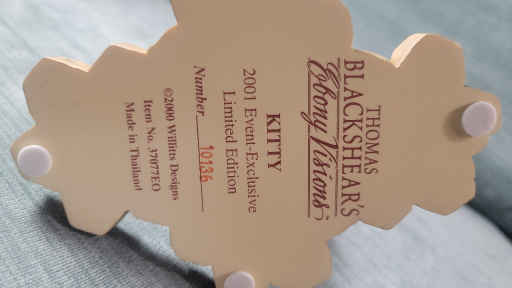 THOMAS
BLACKSHEAR'S
Ebony Visions
KITTY
2001 Event-Exclusive
Limited Edition
Number 10136
©2000 Willitts Designs
Item No. 37077EO
Made in Thailand